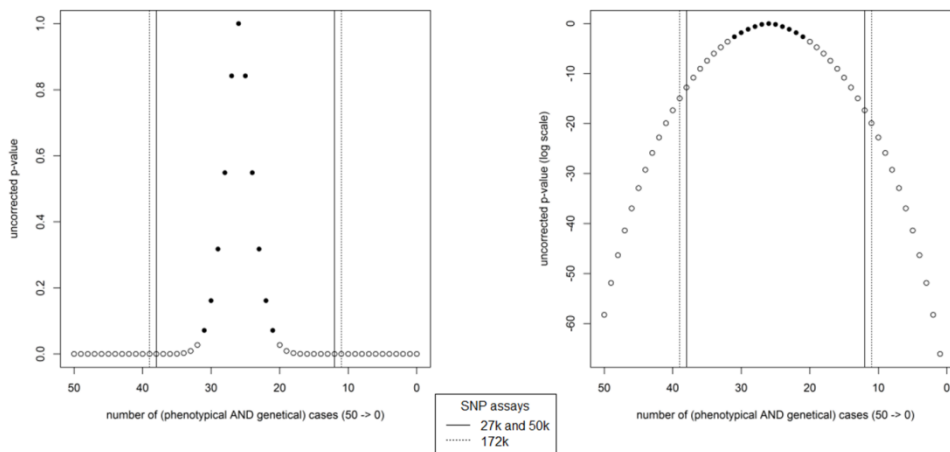 uncorrected p-value
1.0
0.8
0.6
0.4
0.2
0.0
50 40 30 20 10 0
number of (phenotypical AND genetical) cases (50 -> 0)
uncorrected p-value (log scale)
-0
-10
-20
-30
-40
-50
-60
50 40 30 20 10 0
number of (phenotypical AND genetical) cases (50 -> 0)
SNP assays
27k and 50k
172k